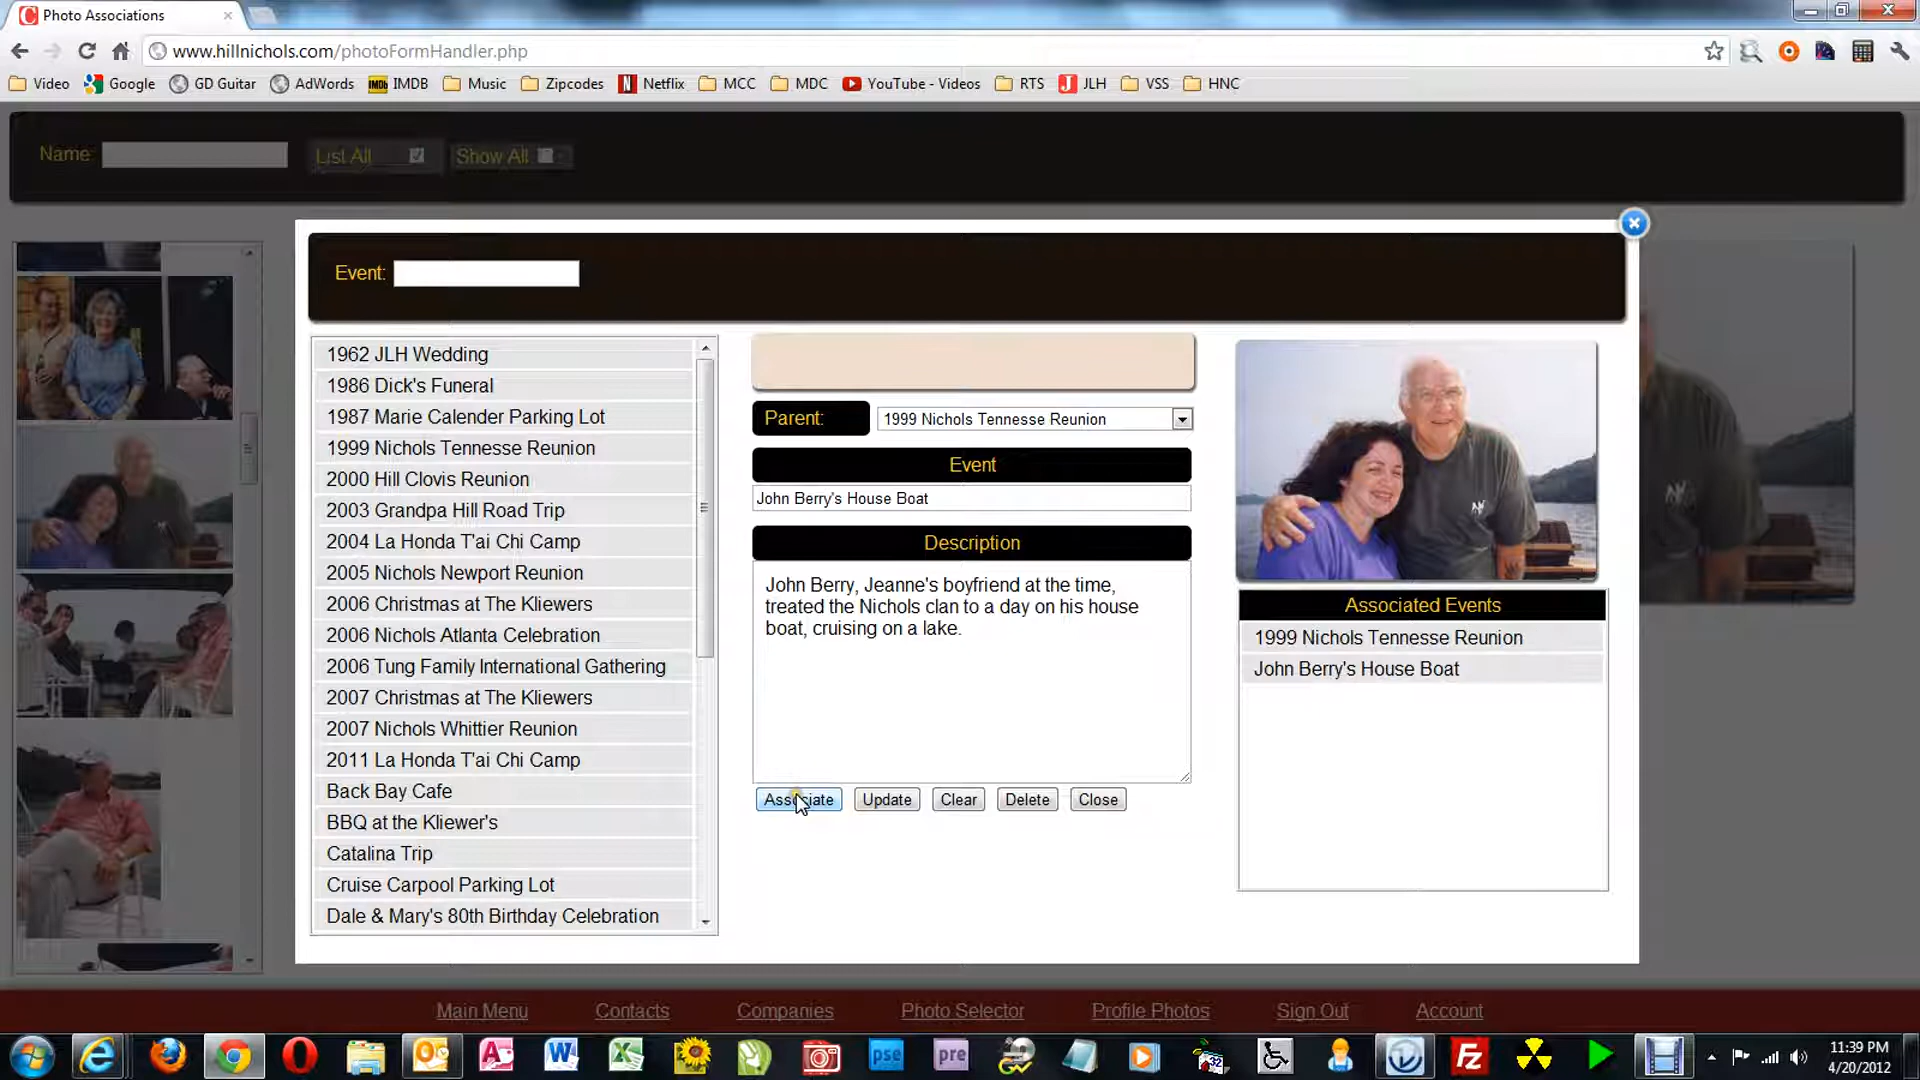 Photo Associations
www.hillnichols.com/photoFormHandler.php
Video Google GD Guitar AdWords IMDB IMDB Music Zipcodes N Netflix MCC MDC YouTube - Videos RTS J JLH VSS HNC
Name: List All Show All
Event:
1962 JLH Wedding
1986 Dick's Funeral
1987 Marie Calender Parking Lot
1999 Nichols Tennesse Reunion
2000 Hill Clovis Reunion
2003 Grandpa Hill Road Trip
2004 La Honda T'ai Chi Camp
2005 Nichols Newport Reunion
2006 Christmas at The Kliewers
2006 Nichols Atlanta Celebration
2006 Tung Family International Gathering
2007 Christmas at The Kliewers
2007 Nichols Whittier Reunion
2011 La Honda T'ai Chi Camp
Back Bay Cafe
BBQ at the Kliewer's
Catalina Trip
Cruise Carpool Parking Lot
Dale & Mary's 80th Birthday Celebration
Parent: 1999 Nichols Tennesse Reunion
Event
John Berry's House Boat
Description
John Berry, Jeanne's boyfriend at the time,
treated the Nichols clan to a day on his house
boat, cruising on a lake.
Associate Update Clear Delete Close
Associated Events
1999 Nichols Tennesse Reunion
John Berry's House Boat
Main Menu Contacts Companies Photo Selector Profile Photos Sign Out Account
pse pre 32 Fz
11:39 PM
4/20/2012